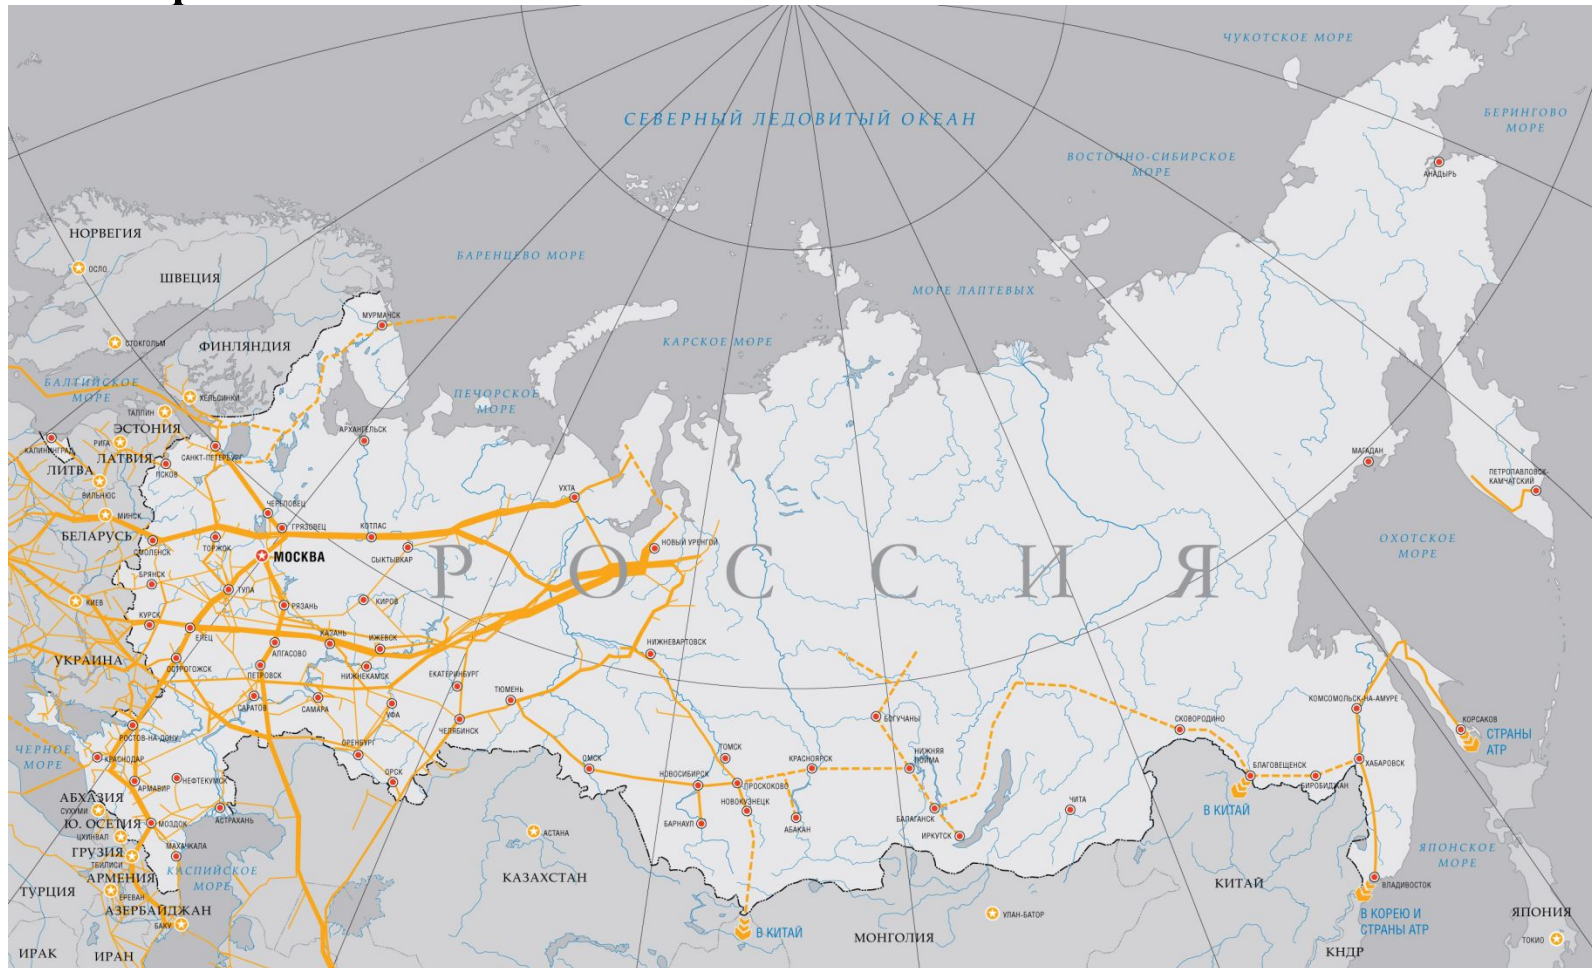 ЧУКОТСКОЕ МОРЕ
БЕРИНГОВО
МОРЕ
СЕВЕРНЫЙ ЛЕДОВИТЫЙ ОКЕАН
ВОСТОЧНО-СИБИРСКОЕ
МОРЕ
АНАДЫРЬ
НОРВЕГИЯ
ОСЛО
ШВЕЦИЯ
БАРЕНЦЕВО МОРЕ
МОРЕ ЛАПТЕВЫХ
МУРМАНСК
СТОКГОЛЬМ
ФИНЛЯНДИЯ
КАРСКОЕ МОРЕ
БАЛТИЙСКОЕ
МОРЕ
ХЕЛЬСИНКИ
ПЕЧОРСКОЕ
МОРЕ
ТАЛЛИН
ЭСТОНИЯ
АРХАНГЕЛЬСК
РИГА
КАЛИНИНГРАД
ЛАТВИЯ
САНКТ-ПЕТЕРБУРГ
МАГАДАН
ЛИТВА
ПСКОВ
ПЕТРОПАВЛОВСК-
КАМЧАТСКИЙ
ВИЛЬНЮС
УХТА
ЧЕРЕПОВЕЦ
МИНСК
ГРЯЗОВЕЦ
БЕЛАРУСЬ
КОТЛАС
ОХОТСКОЕ
МОРЕ
СМОЛЕНСК
ТОРЖОК
НОВЫЙ УРЕНГОЙ
МОСКВА
СЫКТЫВКАР
РОССИЯ
БРЯНСК
ТУЛА
КИЕВ
РЯЗАНЬ
КИРОВ
КУРСК
ЕЛЕЦ
КАЗАНЬ
ИЖЕВСК
НИЖНЕВАРТОВСК
АЛГАСОВО
УКРАИНА
ОСТРОГОЖСК
ПЕТРОВСК
НИЖНЕКАМСК
ЕКАТЕРИНБУРГ
ТЮМЕНЬ
КОМСОМОЛЬСК-НА-АМУРЕ
САРАТОВ
САМАРА
УФА
БОГУЧАНЫ
СКОВОРОДИНО
КОРСАКОВ
СТРАНЫ
АТР
РОСТОВ-НА-ДОНУ
ЧЕЛЯБИНСК
ЧЕРНОЕ
МОРЕ
КРАСНОДАР
ОРЕНБУРГ
ОМСК
ТОМСК
КРАСНОЯРСК
НИЖНЯЯ
ПОЙМА
БЛАГОВЕЩЕНСК
ХАБАРОВСК
НОВОСИБИРСК
ПРОСКОКОВО
БИРОБИДЖАН
АРМАВИР
НЕФТЕКУМСК
ОРСК
АБХАЗИЯ
СУХУМИ
НОВОКУЗНЕЦК
ЧИТА
В КИТАЙ
АСТРАХАНЬ
БАРНАУЛ
АБАКАН
БАЛАГАНСК
Ю. ОСЕТИЯ
МОЗДОК
ЦХИНВАЛ
АСТАНА
ИРКУТСК
ГРУЗИЯ
ТБИЛИСИ
МАХАЧКАЛА
КАСПИЙСКОЕ
МОРЕ
ЯПОНСКОЕ
МОРЕ
АРМЕНИЯ
КАЗАХСТАН
КИТАЙ
ВЛАДИВОСТОК
ТУРЦИЯ
ЕРЕВАН
АЗЕРБАЙДЖАН
УЛАН-БАТОР
ЯПОНИЯ
БАКУ
В КИТАЙ
МОНГОЛИЯ
В КОРЕЮ И
СТРАНЫ АТР
ТОКИО
ИРАК
ИРАН
КНДР